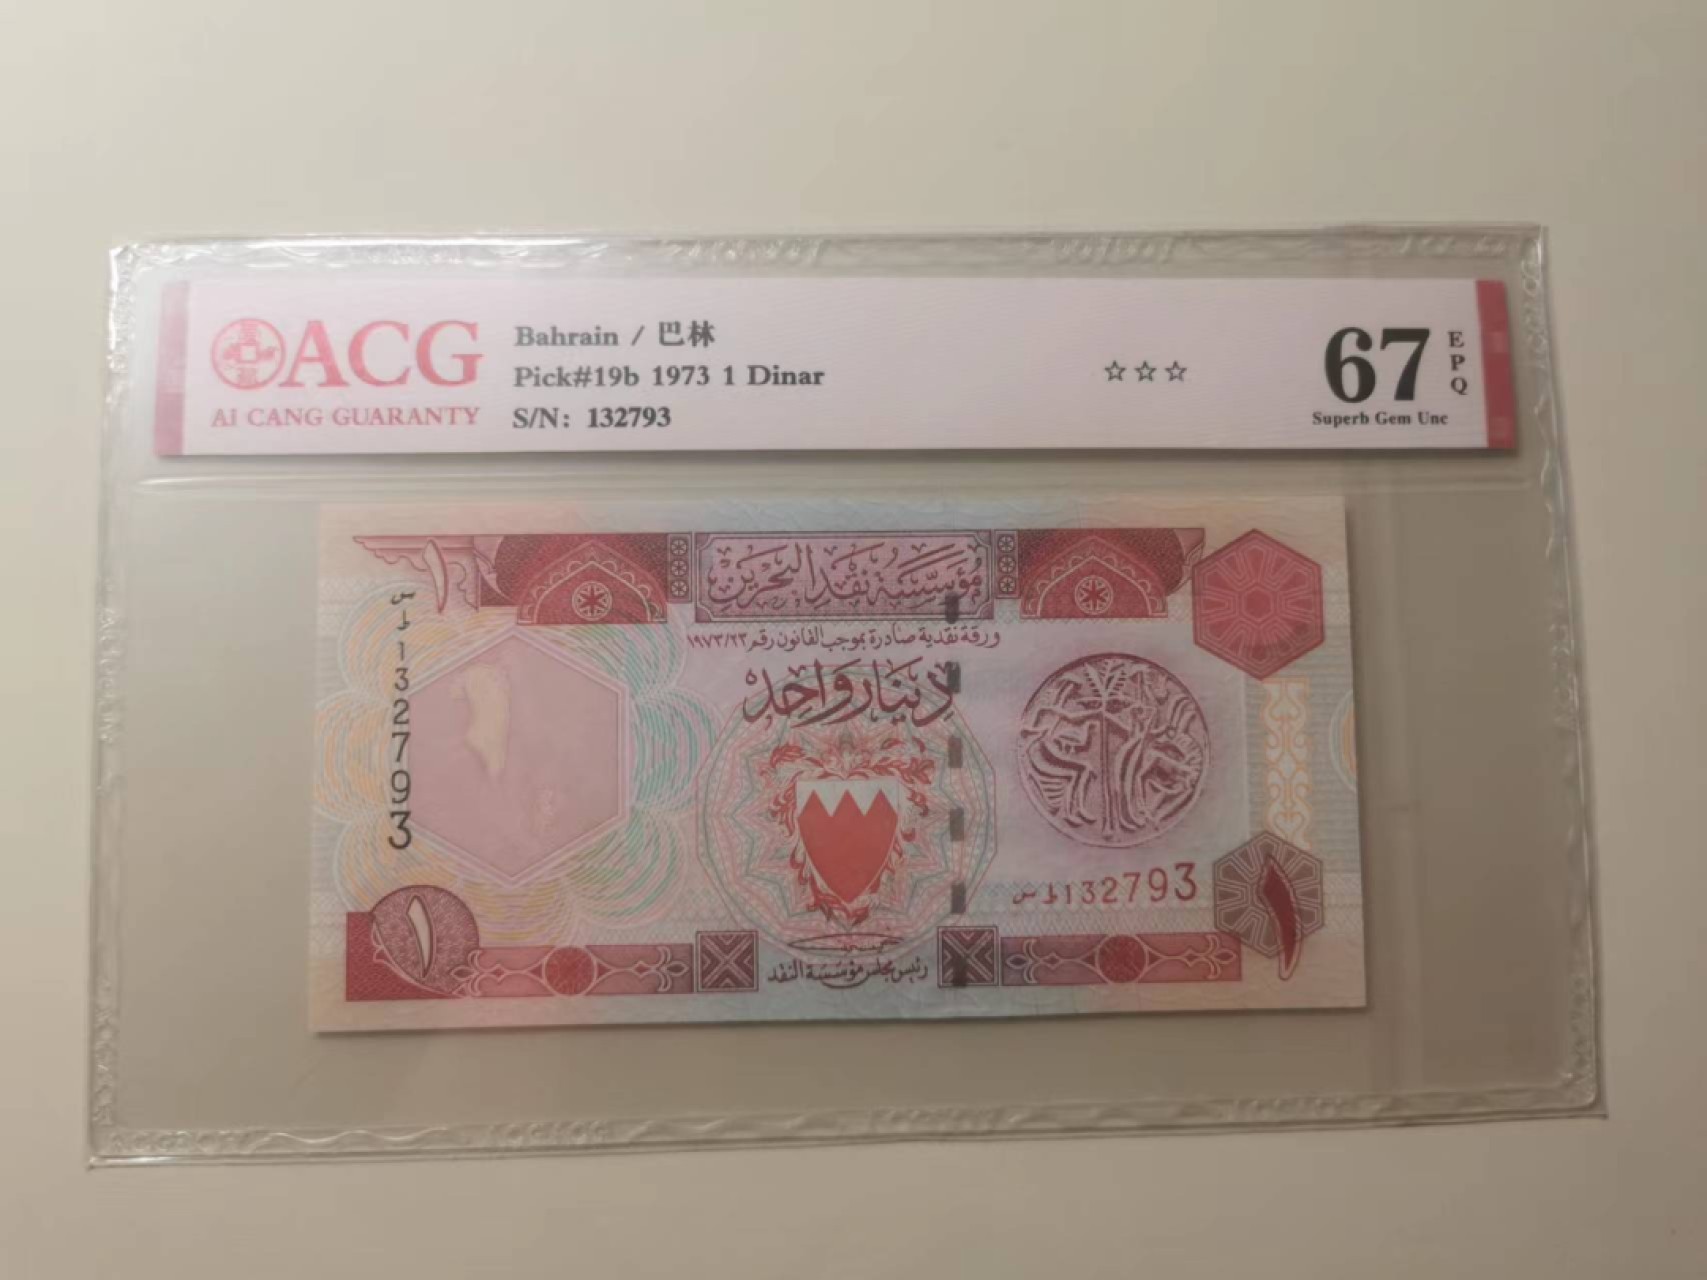 ACG
AI CANG GUARANTY
Bahrain / 巴林
Pick#19b 1973 1 Dinar
S/N: 132793
☆☆☆
67
EPQ
Superb Gem Unc
١
مؤسسة نقد البحرين
ورقة نقدية صادرة بموجب القانون رقم ١٩٧٣/٢٣
دينار واحد
132793
132793
١
١
رئيس مجلس مؤسسة النقد